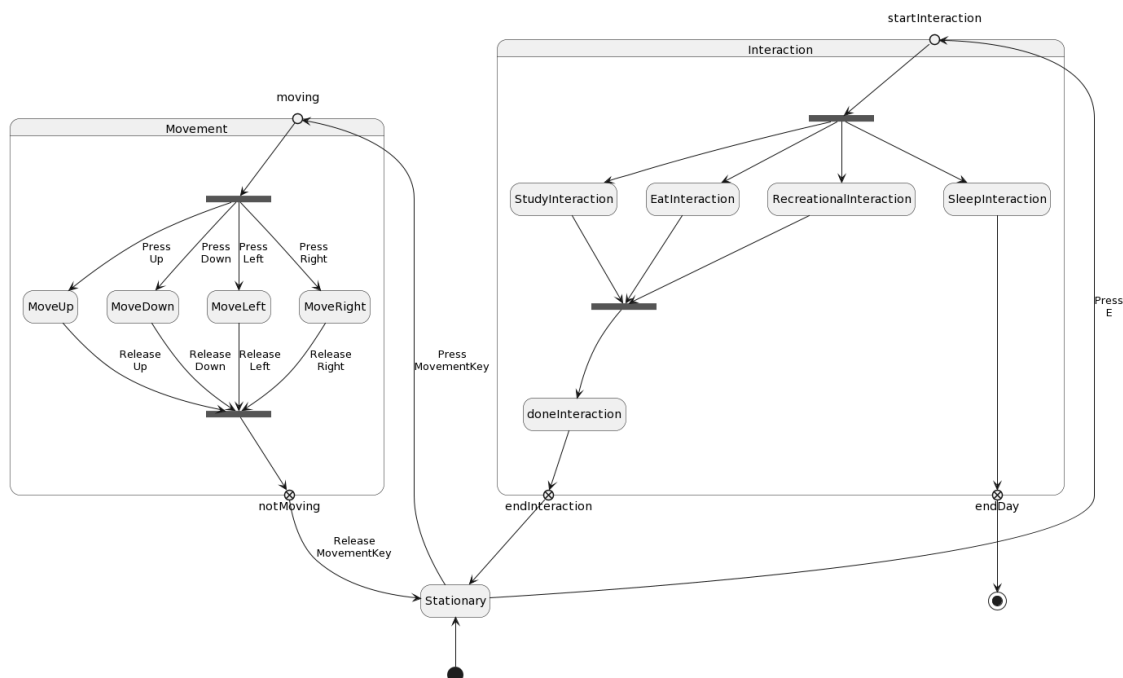 startInteraction
Interaction
moving
Movement
StudyInteraction
EatInteraction
RecreationalInteraction
SleepInteraction
Press
Up
Press
Down
Press
Left
Press
Right
MoveUp
MoveDown
MoveLeft
MoveRight
Press
E
Release
Up
Release
Down
Release
Left
Release
Right
Press
MovementKey
doneInteraction
notMoving
endInteraction
endDay
Release
MovementKey
Stationary